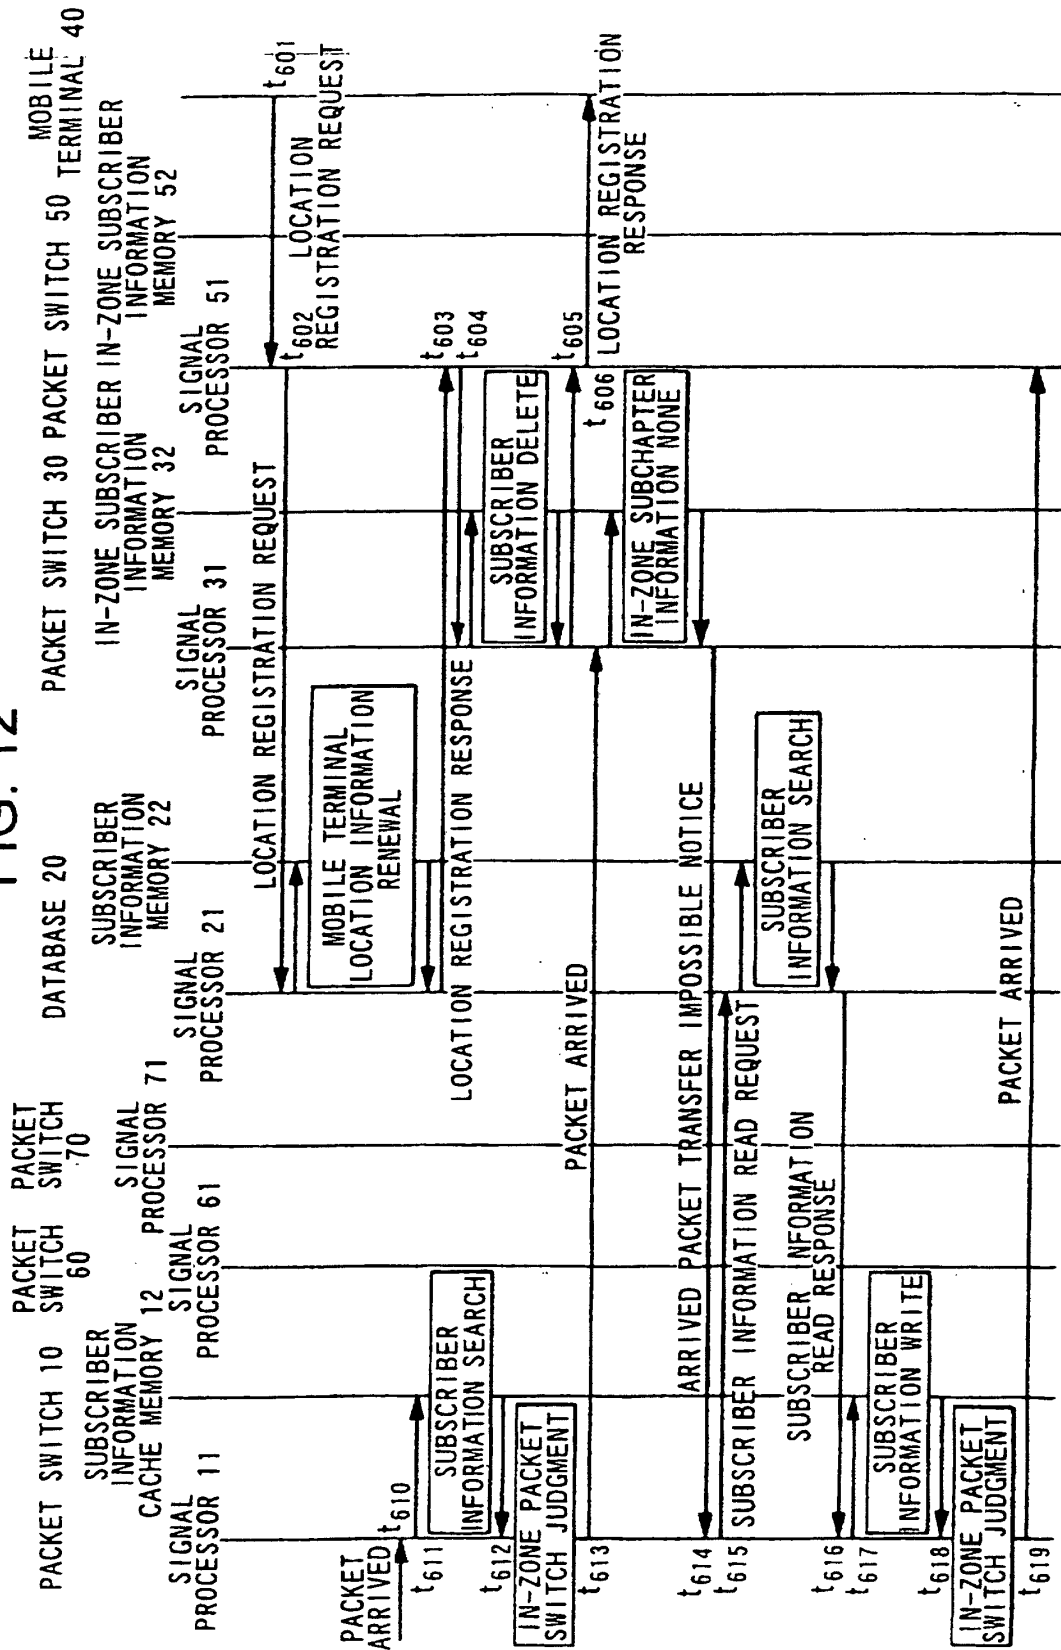 FIG. 12
PACKET SWITCH 10
PACKET
SWITCH
60
PACKET
SWITCH
70
DATABASE 20
PACKET SWITCH 30
PACKET SWITCH 50
MOBILE
TERMINAL 40
SUBSCRIBER
INFORMATION
CACHE MEMORY 12
SUBSCRIBER
INFORMATION
MEMORY 22
IN-ZONE SUBSCRIBER
INFORMATION
MEMORY 32
IN-ZONE SUBSCRIBER
INFORMATION
MEMORY 52
SIGNAL
PROCESSOR 11
SIGNAL
PROCESSOR 61
SIGNAL
PROCESSOR 71
SIGNAL
PROCESSOR 21
SIGNAL
PROCESSOR 31
SIGNAL
PROCESSOR 51
t601
LOCATION
REGISTRATION REQUEST
t602
LOCATION REGISTRATION REQUEST
MOBILE TERMINAL
LOCATION INFORMATION
RENEWAL
PACKET
ARRIVED
t610
t611
SUBSCRIBER
INFORMATION SEARCH
t603
LOCATION REGISTRATION RESPONSE
t604
SUBSCRIBER
INFORMATION DELETE
t612
IN-ZONE PACKET
SWITCH JUDGMENT
t605
t606
LOCATION REGISTRATION
RESPONSE
t613
PACKET ARRIVED
IN-ZONE SUBCHAPTER
INFORMATION NONE
t614
ARRIVED PACKET TRANSFER IMPOSSIBLE NOTICE
t615
SUBSCRIBER INFORMATION READ REQUEST
SUBSCRIBER
INFORMATION SEARCH
t616
SUBSCRIBER INFORMATION
READ RESPONSE
t617
SUBSCRIBER
INFORMATION WRITE
t618
IN-ZONE PACKET
SWITCH JUDGMENT
t619
PACKET ARRIVED